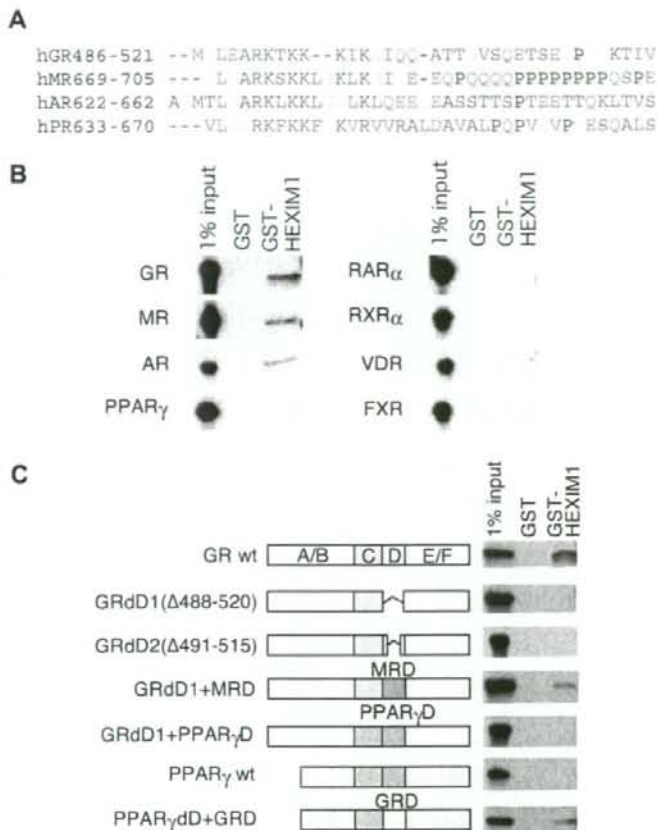 A
hGR486-521 --M LEARKTKK--KIK IQQ-ATT VSQETSE P KTIV
hMR669-705 --- L ARKSKKL KKL KI E-EQPQQQQPPPPPPPPQSPE
hAR622-662 A MTL ARKLKKL LKLQEE EASSTTSPTEETTQKLTVS
hPR633-670 ---VL RKFKKF KVRVVRALDAVALPQPV VP ESQALS
B
1% input GST GST-HEXIM1
1% input GST GST-HEXIM1
GR RARα
MR RXRα
AR VDR
PPARγ FXR
C
1% input GST GST-HEXIM1
GR wt A/B C D E/F
GRdD1(Δ488-520)
GRdD2(Δ491-515)
MRD
GRdD1+MRD
PPARγD
GRdD1+PPARγD
PPARγ wt
GRD
PPARγdD+GRD